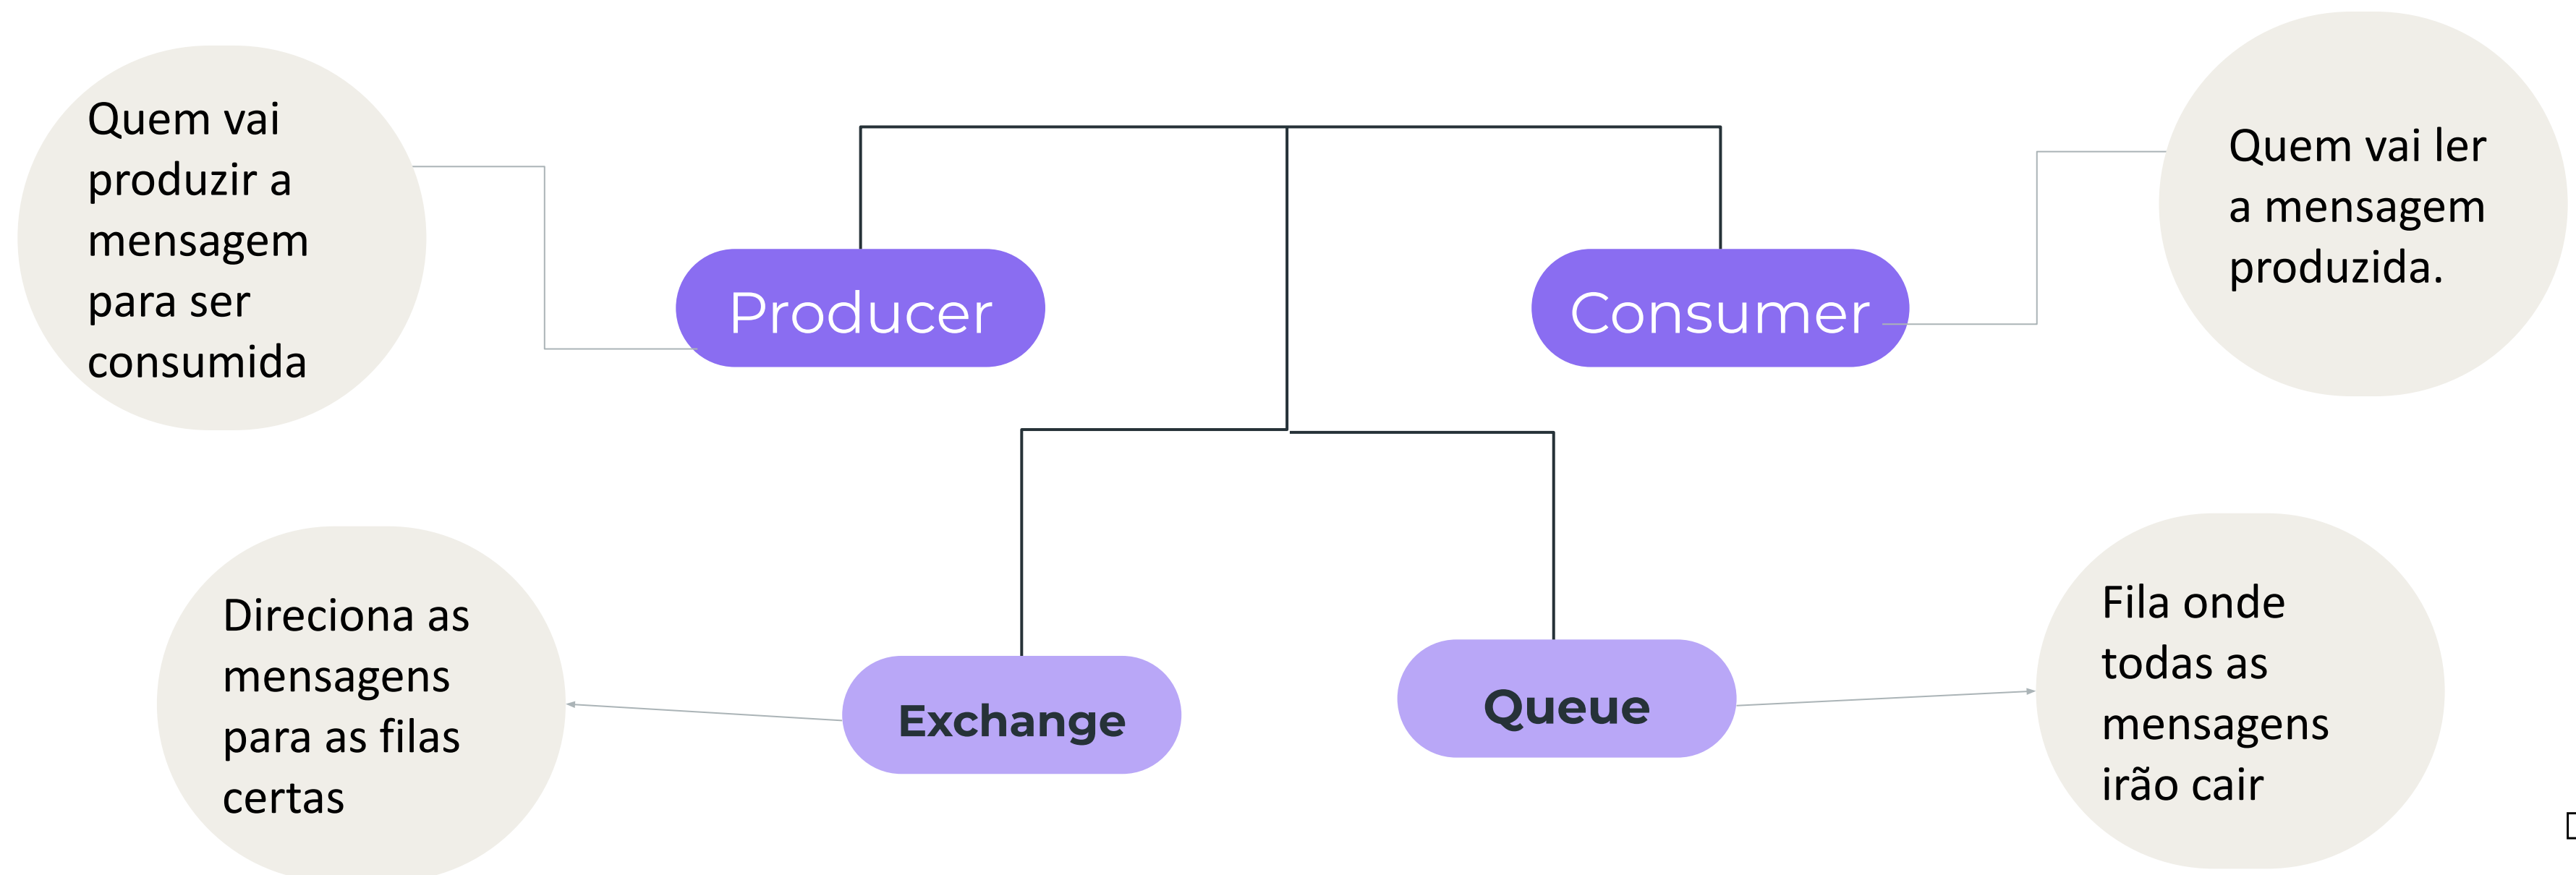 Quem vai
produzir a
mensagem
para ser
consumida
Producer
Consumer
Quem vai ler
a mensagem
produzida.
Direciona as
mensagens
para as filas
certas
Exchange
Queue
Fila onde
todas as
mensagens
irão cair